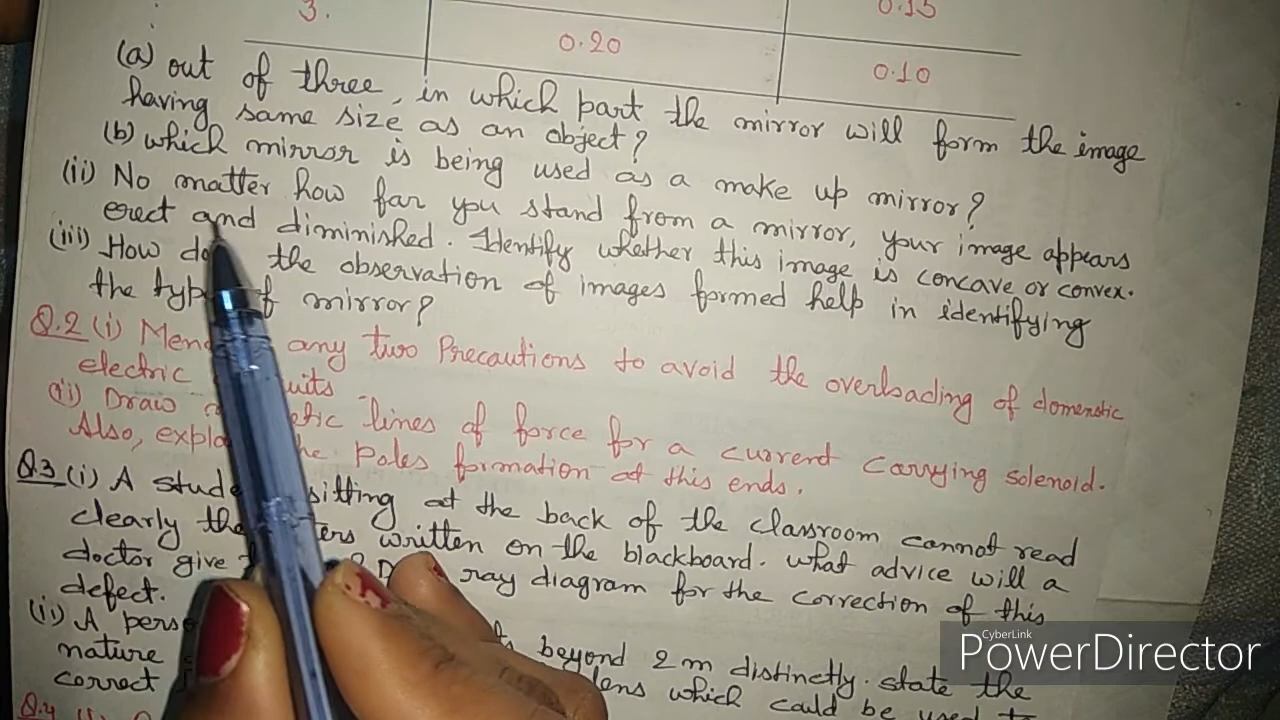 3.
0.15
0.20
0.10
(a) out of three, in which part the mirror will form the image
having same size as an object?
(b) which mirror is being used as a make up mirror?
(ii) No matter how far you stand from a mirror, your image appears
erect and diminished. Identify whether this image is concave or convex.
(iii) How do the observation of images formed help in identifying
the type of mirror?
Q.2 (i) any two Precautions to avoid the overloading of domenstic
electric
(ii) Draw lines of force for a current carrying solenoid.
Also, the Poles formation at this ends.
Q.3 (i) A sitting at the back of the classroom cannot read
clearly the written on the blackboard. what advice will a
doctor give ray diagram for the correction of this
defect.
(ii) A beyond 2m distinctly. state the
nature lens which could be used to
correct
Q.4
CyberLink
PowerDirector